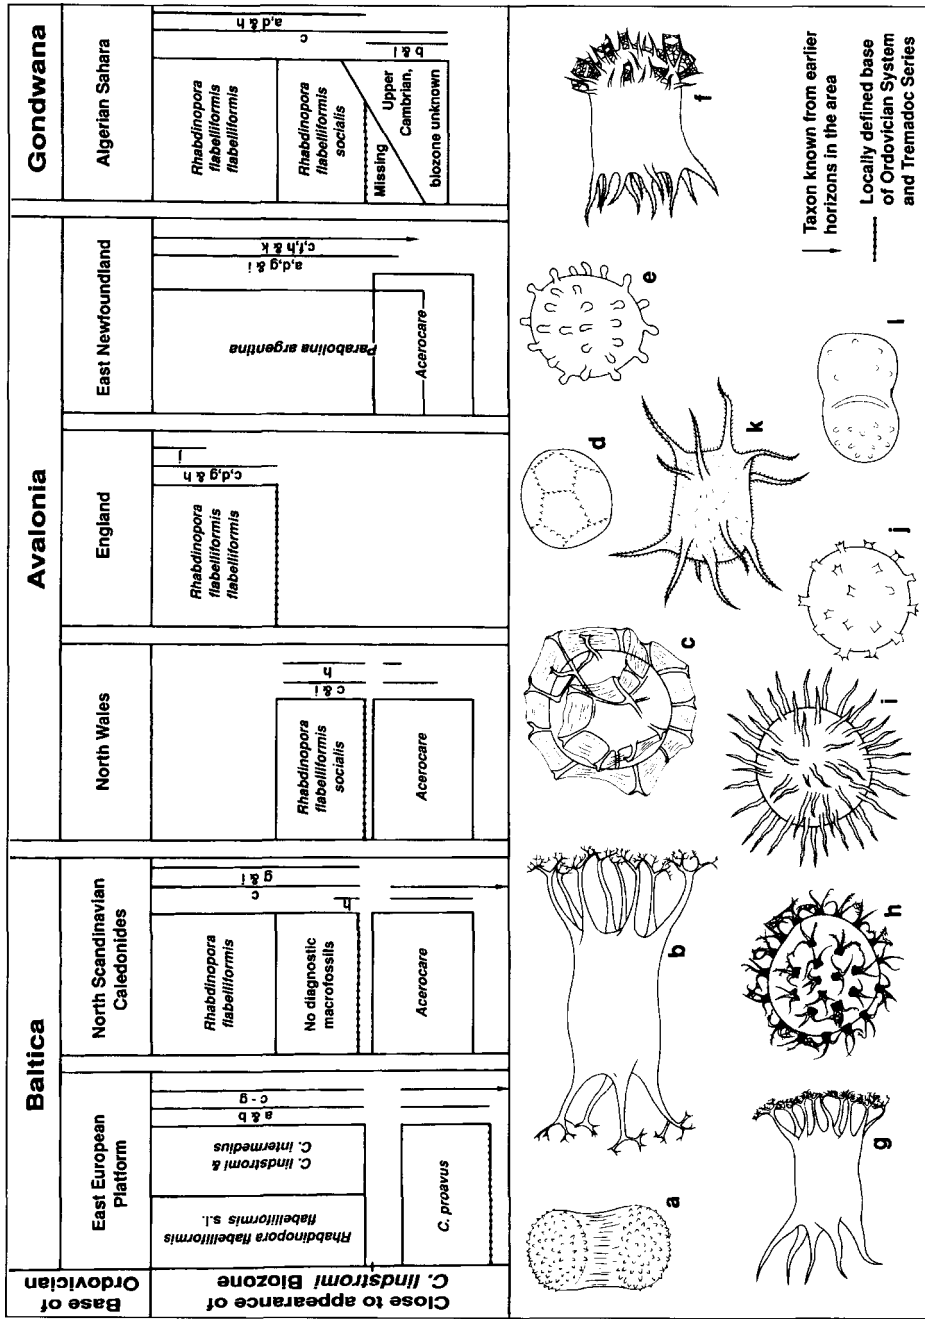 Baltica
Avalonia
Gondwana
Base of
Ordovician
East European
Platform
North Scandinavian
Caledonides
North Wales
England
East Newfoundland
Algerian Sahara
Close to appearance of
C. lindstromi Biozone
Rhabdinopora flabelliformis
flabelliformis s.l.
C. lindstromi &
C. intermedius
a & b
c - g
C. proavus
Rhabdinopora
flabelliformis
No diagnostic
macrofossils
Acerocare
h
c
g & i
Rhabdinopora
flabelliformis
socialis
Acerocare
c & i
h
Rhabdinopora
flabelliformis
flabelliformis
c,d,g & h
j
Parabolina argentina
Acerocare
a,d,g & i
c,f,h & k
Rhabdinopora
flabelliformis
flabelliformis
Rhabdinopora
flabelliformis
socialis
Missing
Upper
Cambrian,
biozone unknown
b & i
c
a,d & h
a
b
c
d
e
f
g
h
i
j
k
l
Taxon known from earlier
horizons in the area
Locally defined base
of Ordovician System
and Tremadoc Series